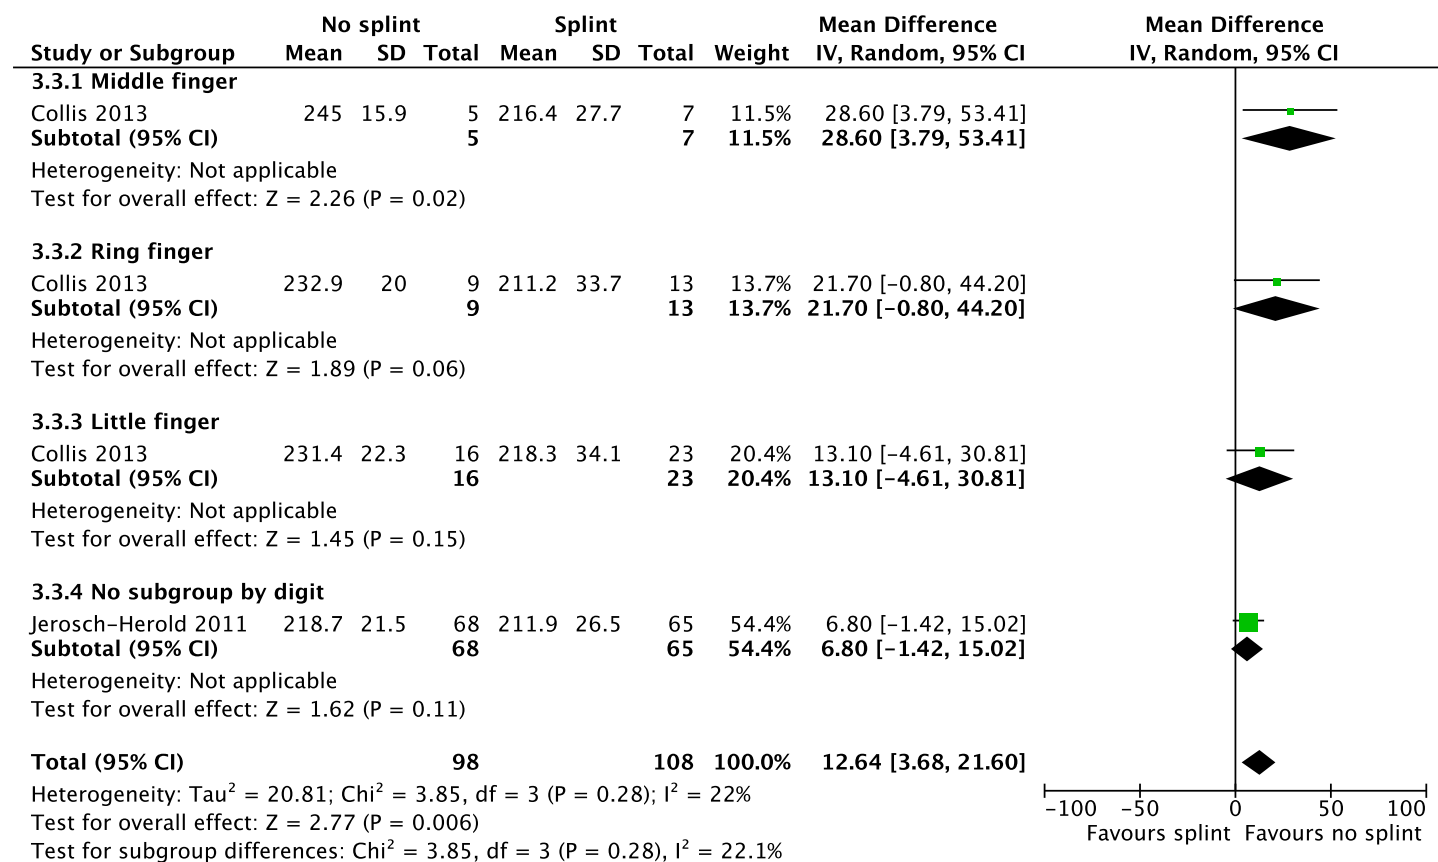 No splint Splint Mean Difference Mean Difference
Study or Subgroup Mean SD Total Mean SD Total Weight IV, Random, 95% CI IV, Random, 95% CI
3.3.1 Middle finger
Collis 2013 245 15.9 5 216.4 27.7 7 11.5% 28.60 [3.79, 53.41]
Subtotal (95% CI) 5 7 11.5% 28.60 [3.79, 53.41]
Heterogeneity: Not applicable
Test for overall effect: Z = 2.26 (P = 0.02)
3.3.2 Ring finger
Collis 2013 232.9 20 9 211.2 33.7 13 13.7% 21.70 [−0.80, 44.20]
Subtotal (95% CI) 9 13 13.7% 21.70 [−0.80, 44.20]
Heterogeneity: Not applicable
Test for overall effect: Z = 1.89 (P = 0.06)
3.3.3 Little finger
Collis 2013 231.4 22.3 16 218.3 34.1 23 20.4% 13.10 [−4.61, 30.81]
Subtotal (95% CI) 16 23 20.4% 13.10 [−4.61, 30.81]
Heterogeneity: Not applicable
Test for overall effect: Z = 1.45 (P = 0.15)
3.3.4 No subgroup by digit
Jerosch−Herold 2011 218.7 21.5 68 211.9 26.5 65 54.4% 6.80 [−1.42, 15.02]
Subtotal (95% CI) 68 65 54.4% 6.80 [−1.42, 15.02]
Heterogeneity: Not applicable
Test for overall effect: Z = 1.62 (P = 0.11)
Total (95% CI) 98 108 100.0% 12.64 [3.68, 21.60]
Heterogeneity: Tau² = 20.81; Chi² = 3.85, df = 3 (P = 0.28); I² = 22%
Test for overall effect: Z = 2.77 (P = 0.006)
Test for subgroup differences: Chi² = 3.85, df = 3 (P = 0.28), I² = 22.1%
−100 −50 0 50 100
Favours splint Favours no splint